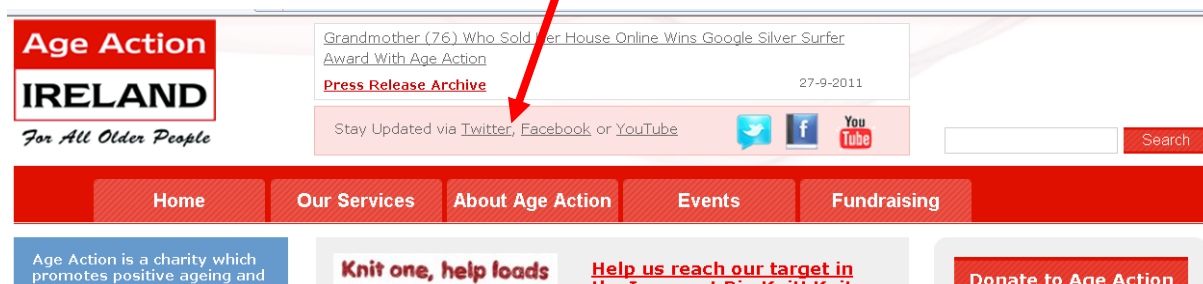 Age Action
IRELAND
For All Older People
Grandmother (76) Who Sold Her House Online Wins Google Silver Surfer
Award With Age Action
Press Release Archive 27-9-2011
Stay Updated via Twitter, Facebook or YouTube
f
You
Tube
Search
Home Our Services About Age Action Events Fundraising
Age Action is a charity which
promotes positive ageing and
Knit one, help loads
Help us reach our target in
Donate to Age Action